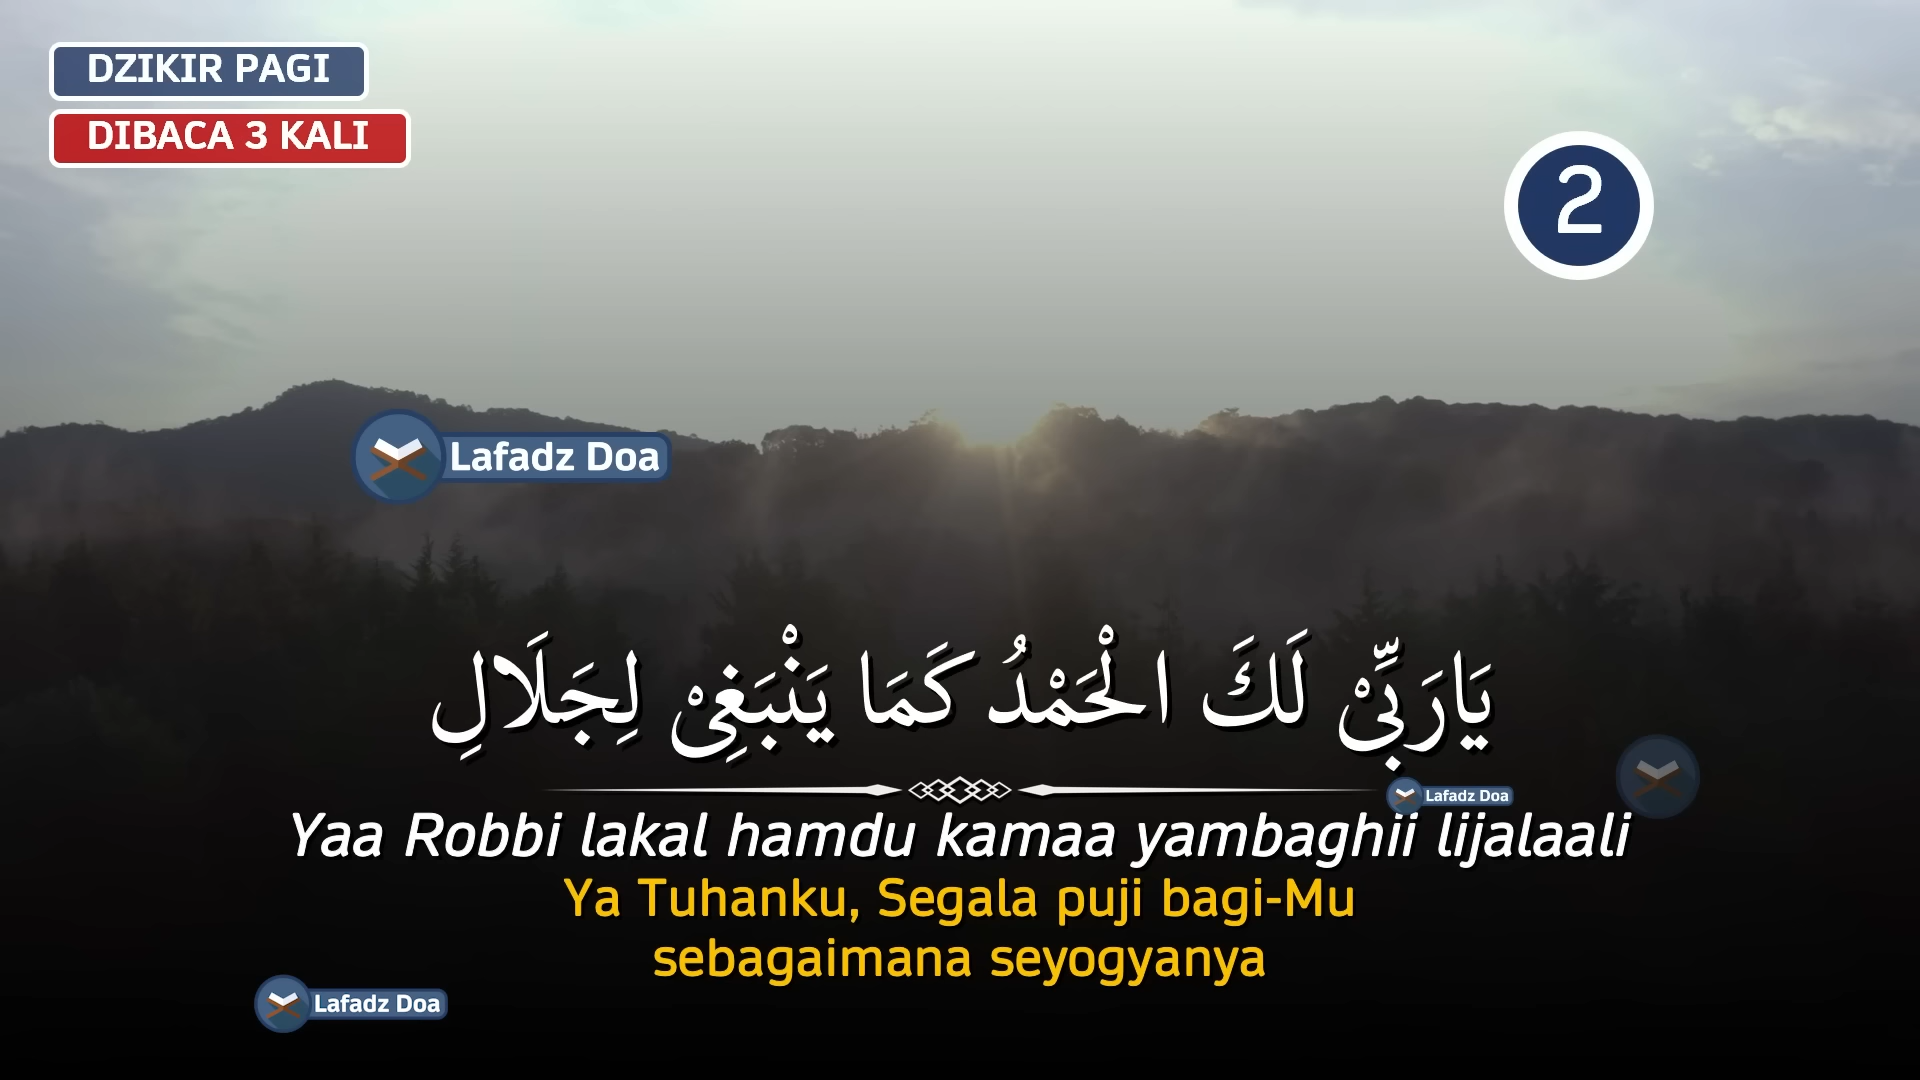 DZIKIR PAGI
DIBACA 3 KALI
2
Lafadz Doa
يَارَبِّيْ لَكَ الْحَمْدُ كَمَا يَنْبَغِيْ لِجَلَالِ
Lafadz Doa
Yaa Robbi lakal hamdu kamaa yambaghii lijalaali
Ya Tuhanku, Segala puji bagi-Mu
sebagaimana seyogyanya
Lafadz Doa